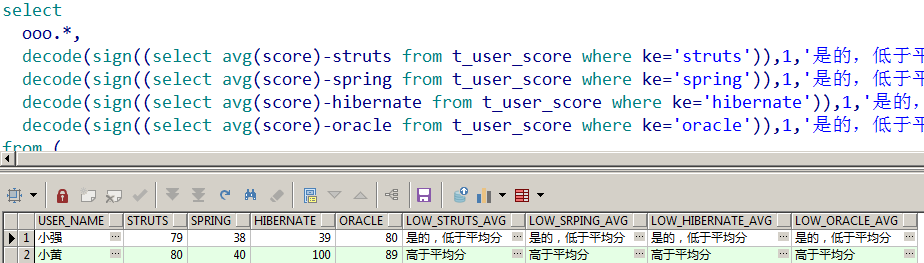 select
ooo.*,
decode(sign((select avg(score)-struts from t_user_score where ke='struts')),1,'是的，低于平
decode(sign((select avg(score)-spring from t_user_score where ke='spring')),1,'是的，低于平
decode(sign((select avg(score)-hibernate from t_user_score where ke='hibernate')),1,'是的，
decode(sign((select avg(score)-oracle from t_user_score where ke='oracle')),1,'是的，低于平
from (
USER_NAME STRUTS SPRING HIBERNATE ORACLE LOW_STRUTS_AVG LOW_SRPING_AVG LOW_HIBERNATE_AVG LOW_ORACLE_AVG
1 小强 ... 79 38 39 80 是的，低于平均分 ... 是的，低于平均分 ... 是的，低于平均分 ... 是的，低于平均分 ...
2 小黄 ... 80 40 100 89 高于平均分 ... 高于平均分 ... 高于平均分 ... 高于平均分 ...